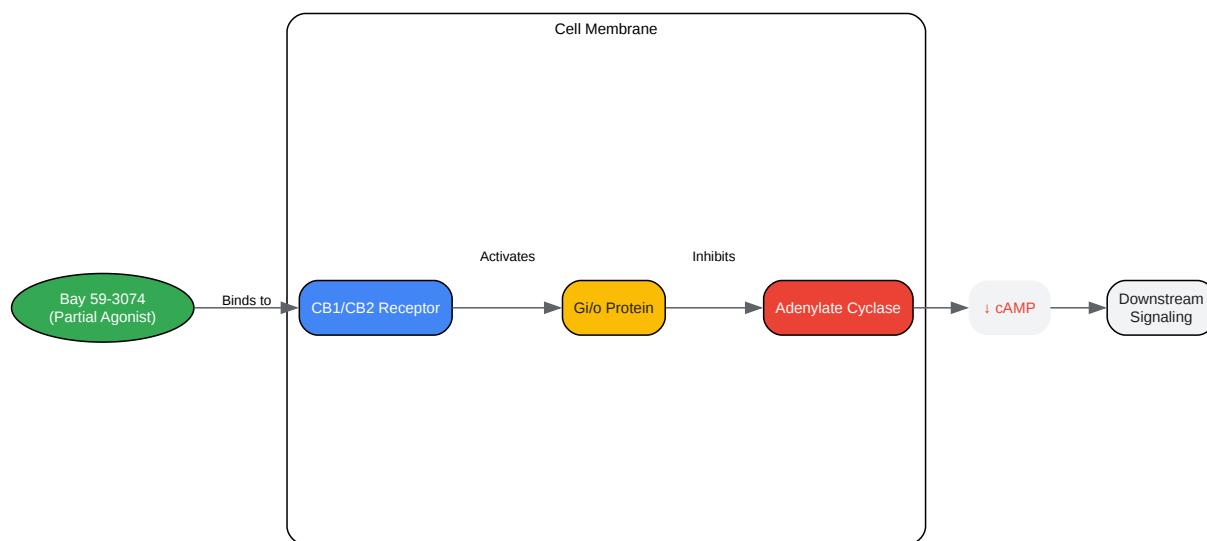 Cell Membrane
Activates
Inhibits
Bay 59-3074
(Partial Agonist)
Binds to
CB1/CB2 Receptor
Gi/o Protein
Adenylate Cyclase
↓ cAMP
Downstream
Signaling